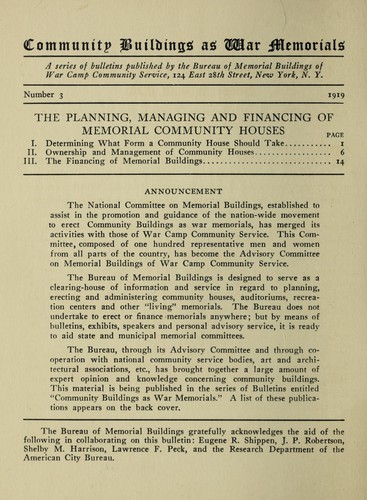 Community Buildings as War Memorials
A series of bulletins published by the Bureau of Memorial Buildings of
War Camp Community Service, 124 East 28th Street, New York, N. Y.
Number 3 1919
THE PLANNING, MANAGING AND FINANCING OF
MEMORIAL COMMUNITY HOUSES
PAGE
I. Determining What Form a Community House Should Take........... 1
II. Ownership and Management of Community Houses.................. 6
III. The Financing of Memorial Buildings............................ 14
ANNOUNCEMENT
The National Committee on Memorial Buildings, established to
assist in the promotion and guidance of the nation-wide movement
to erect Community Buildings as war memorials, has merged its
activities with those of War Camp Community Service. This Com-
mittee, composed of one hundred representative men and women
from all parts of the country, has become the Advisory Committee
on Memorial Buildings of War Camp Community Service.
The Bureau of Memorial Buildings is designed to serve as a
clearing-house of information and service in regard to planning,
erecting and administering community houses, auditoriums, recrea-
tion centers and other "living" memorials. The Bureau does not
undertake to erect or finance memorials anywhere; but by means of
bulletins, exhibits, speakers and personal advisory service, it is ready
to aid state and municipal memorial committees.
The Bureau, through its Advisory Committee and through co-
operation with national community service bodies, art and archi-
tectural associations, etc., has brought together a large amount of
expert opinion and knowledge concerning community buildings.
This material is being published in the series of Bulletins entitled
"Community Buildings as War Memorials." A list of these publica-
tions appears on the back cover.
The Bureau of Memorial Buildings gratefully acknowledges the aid of the
following in collaborating on this bulletin: Eugene R. Shippen, J. P. Robertson,
Shelby M. Harrison, Lawrence F. Peck, and the Research Department of the
American City Bureau.